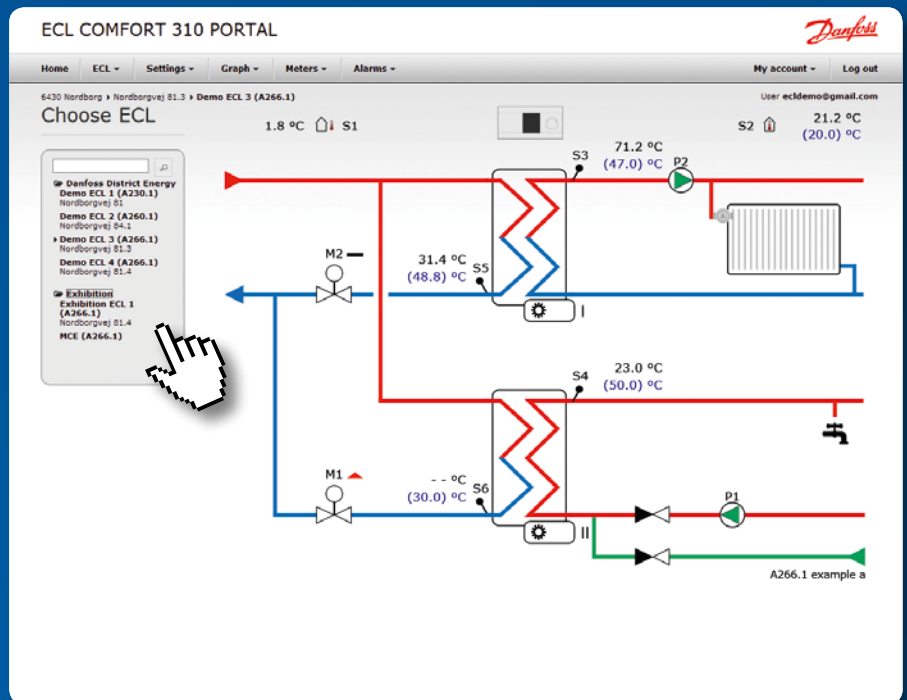 ECL COMFORT 310 PORTAL
Danfoss
Home ECL Settings Graph Meters Alarms My account Log out
6430 Nordborg Nordborgvej 81.3 Demo ECL 3 (A266.1)
User ecldemo@gmail.com
Choose ECL
Danfoss District Energy
Demo ECL 1 (A230.1)
Nordborgvej 81
Demo ECL 2 (A260.1)
Nordborgvej 84.1
Demo ECL 3 (A266.1)
Nordborgvej 81.3
Demo ECL 4 (A266.1)
Nordborgvej 81.4
Exhibition
Exhibition ECL 1
(A266.1)
Nordborgvej 81.4
MCE (A266.1)
1.8 ºC S1
S2 21.2 ºC
(20.0) ºC
S3 71.2 ºC
(47.0) ºC
P2
M2
31.4 ºC
(48.8) ºC
S5
I
S4 23.0 ºC
(50.0) ºC
M1
- - ºC
(30.0) ºC
S6
P1
II
A266.1 example a